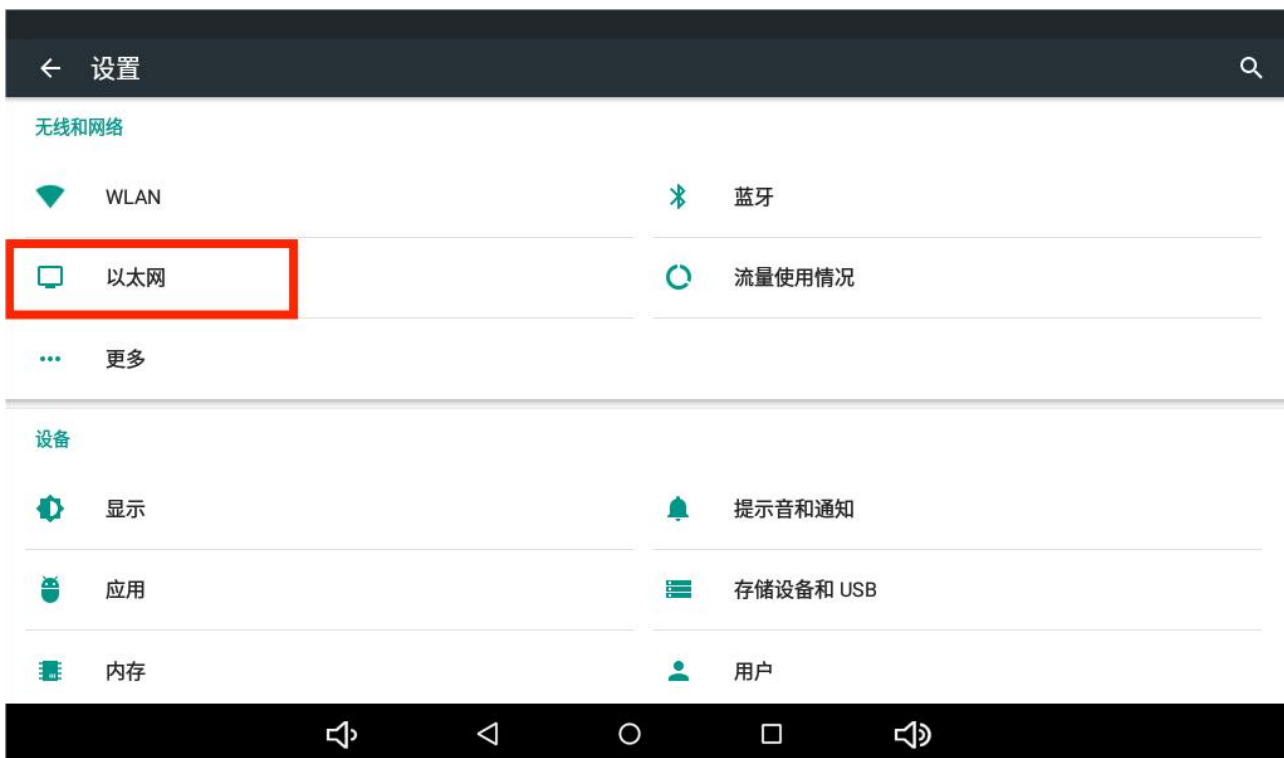 设置
无线和网络
WLAN
蓝牙
以太网
流量使用情况
更多
设备
显示
提示音和通知
应用
存储设备和 USB
内存
用户